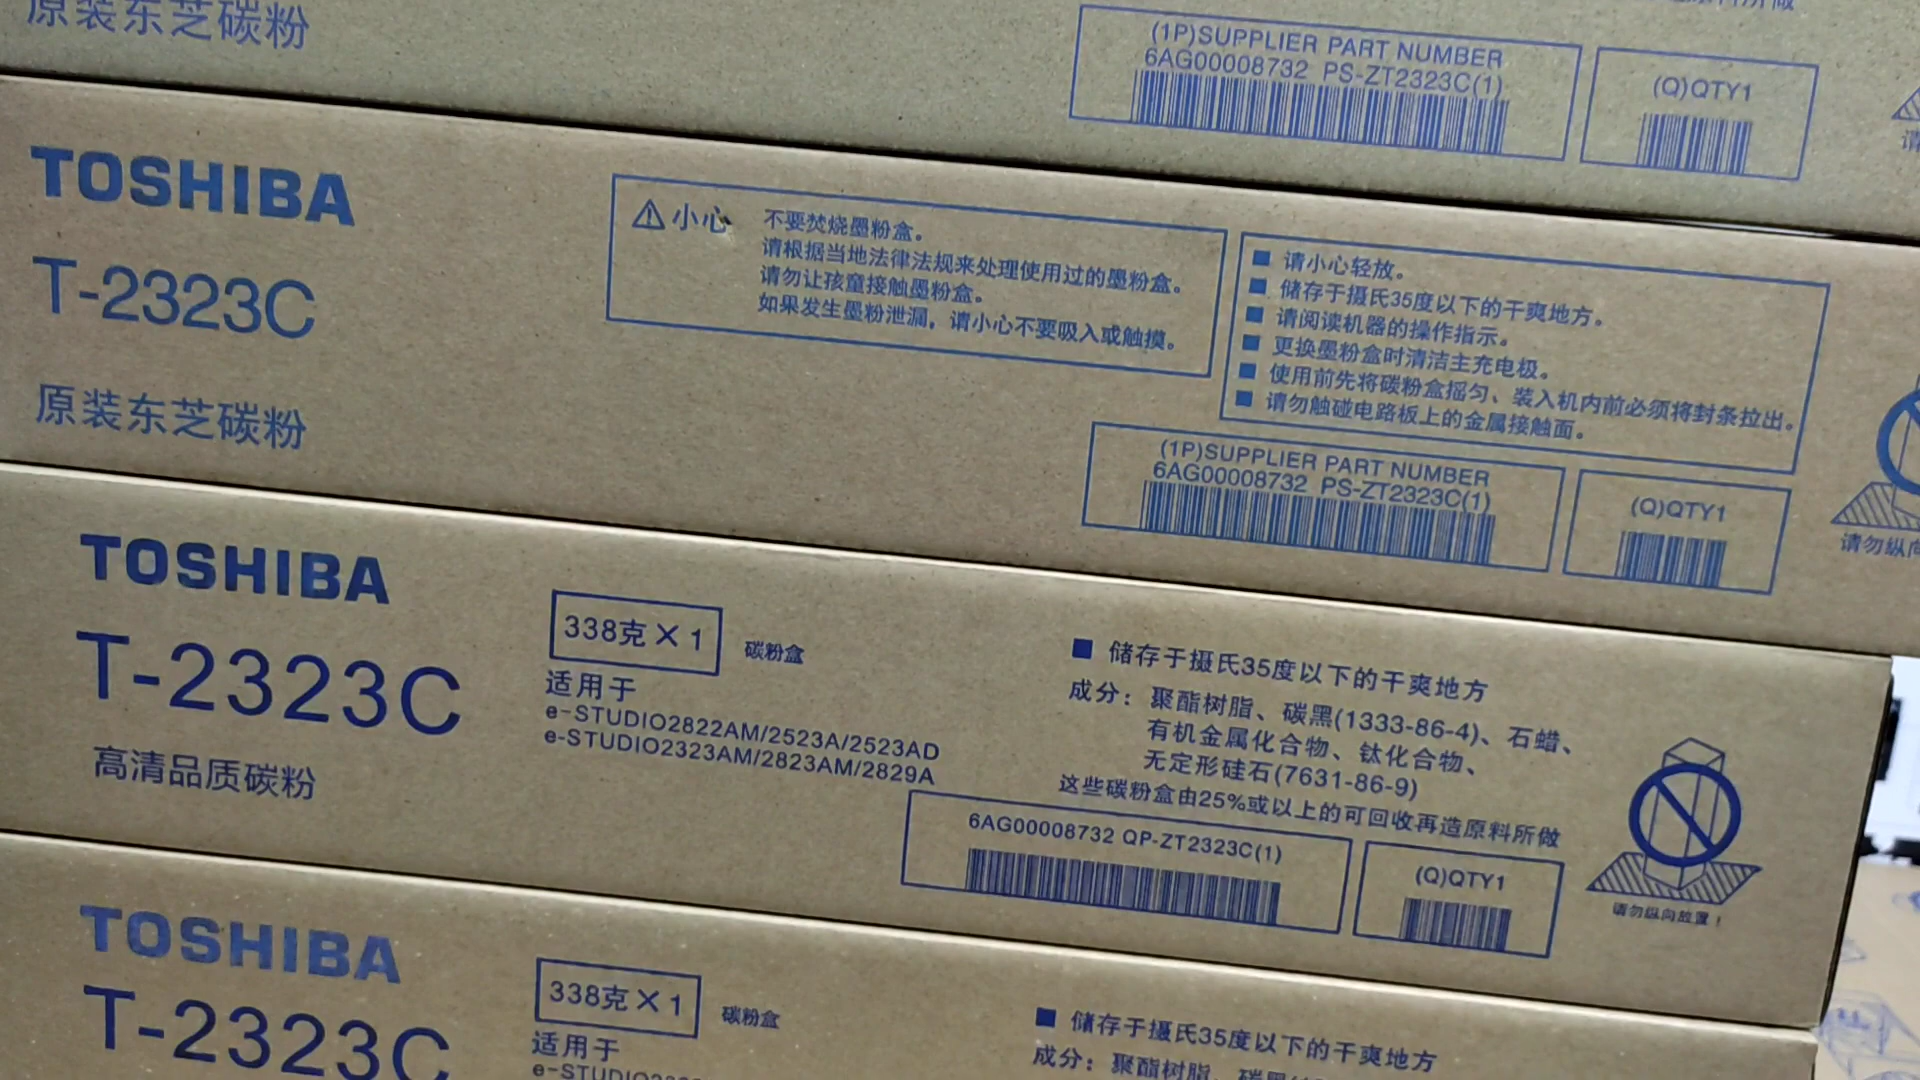 原装东芝碳粉
(1P)SUPPLIER PART NUMBER
6AG00008732 PS-ZT2323C(1)
(Q)QTY1
请
TOSHIBA
T-2323C
原装东芝碳粉
小心
不要焚烧墨粉盒。
请根据当地法律法规来处理使用过的墨粉盒。
请勿让孩童接触墨粉盒。
如果发生墨粉泄漏，请小心不要吸入或触摸。
■ 请小心轻放。
■ 储存于摄氏35度以下的干爽地方。
■ 请阅读机器的操作指示。
■ 更换墨粉盒时清洁主充电极。
■ 使用前先将碳粉盒摇匀、装入机内前必须将封条拉出。
■ 请勿触碰电路板上的金属接触面。
(1P)SUPPLIER PART NUMBER
6AG00008732 PS-ZT2323C(1)
(Q)QTY1
请勿纵向
TOSHIBA
T-2323C
高清品质碳粉
338克×1
碳粉盒
适用于
e-STUDIO2822AM/2523A/2523AD
e-STUDIO2323AM/2823AM/2829A
■ 储存于摄氏35度以下的干爽地方
成分：聚酯树脂、碳黑(1333-86-4)、石蜡、
有机金属化合物、钛化合物、
无定形硅石(7631-86-9)
这些碳粉盒由25%或以上的可回收再造原料所做
6AG00008732 QP-ZT2323C(1)
(Q)QTY1
请勿纵向放置！
TOSHIBA
T-2323C
338克×1
碳粉盒
适用于
■ 储存于摄氏35度以下的干爽地方
成分：聚酯树脂、碳黑